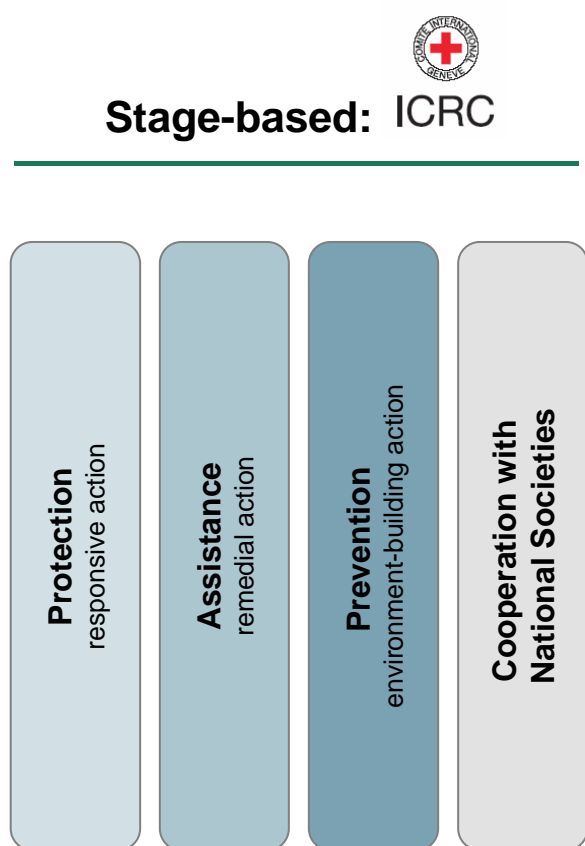 COMITE INTERNATIONAL
GENEVE
Stage-based: ICRC
Protection
responsive action
Assistance
remedial action
Prevention
environment-building action
Cooperation with
National Societies